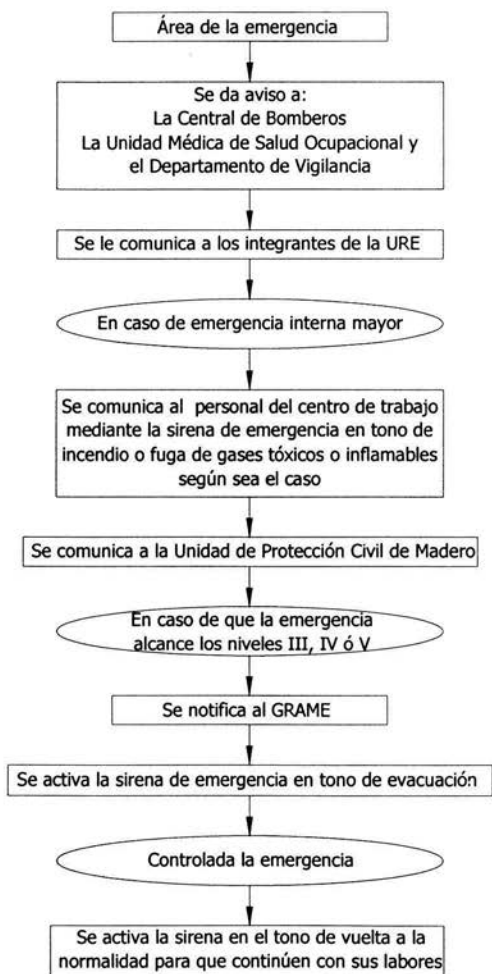 Área de la emergencia
Se da aviso a:
La Central de Bomberos
La Unidad Médica de Salud Ocupacional y
el Departamento de Vigilancia
Se le comunica a los integrantes de la URE
En caso de emergencia interna mayor
Se comunica al personal del centro de trabajo
mediante la sirena de emergencia en tono de
incendio o fuga de gases tóxicos o inflamables
según sea el caso
Se comunica a la Unidad de Protección Civil de Madero
En caso de que la emergencia
alcance los niveles III, IV ó V
Se notifica al GRAME
Se activa la sirena de emergencia en tono de evacuación
Controlada la emergencia
Se activa la sirena en el tono de vuelta a la
normalidad para que continúen con sus labores